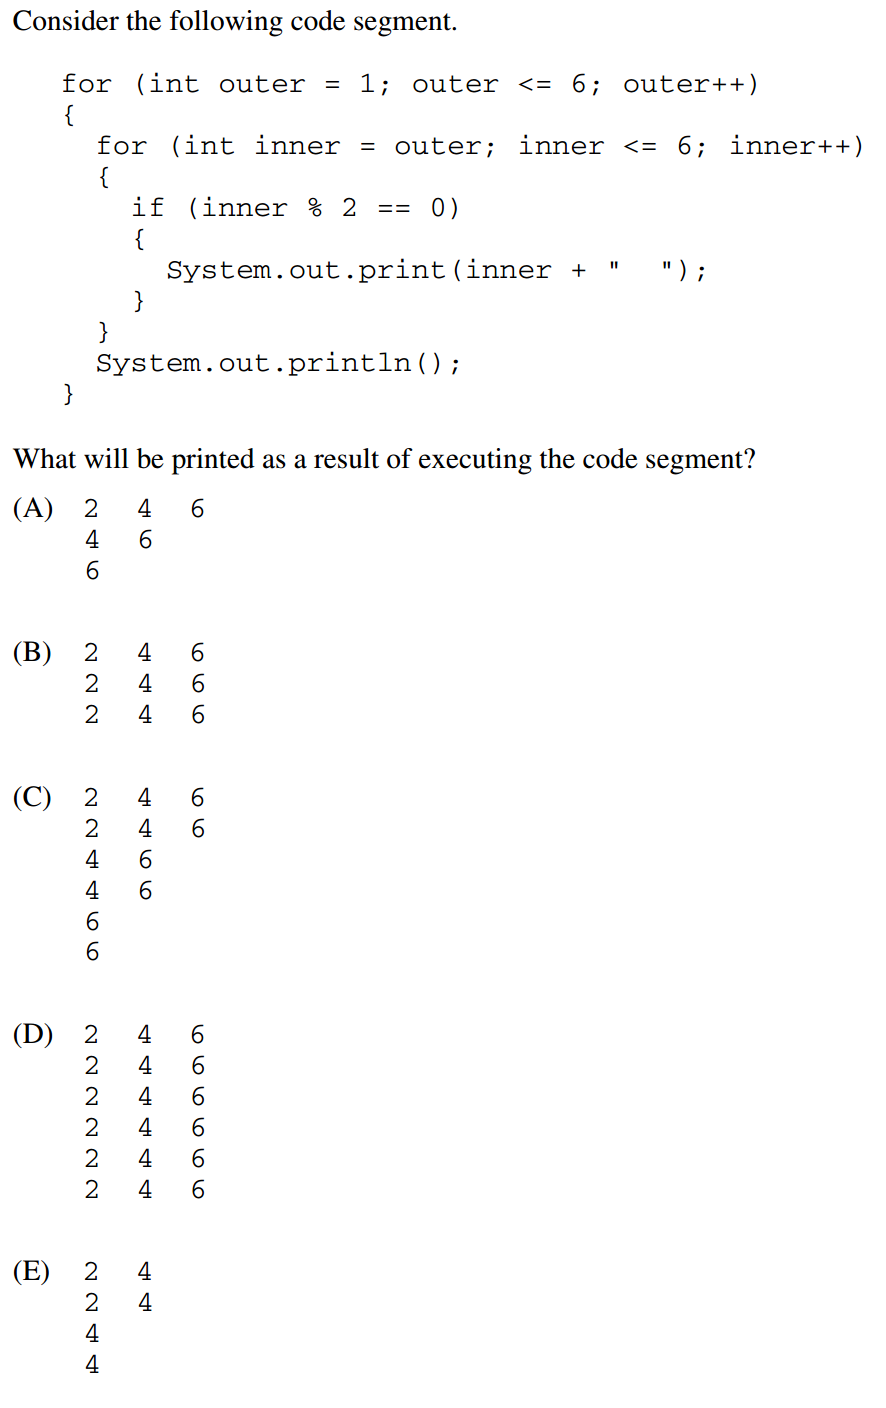 Consider the following code segment.
for (int outer = 1; outer <= 6; outer++)
{
  for (int inner = outer; inner <= 6; inner++)
  {
    if (inner % 2 == 0)
    {
      System.out.print(inner + "  ");
    }
  }
  System.out.println();
}
What will be printed as a result of executing the code segment?
(A) 2 4 6
4 6
6
(B) 2 4 6
2 4 6
2 4 6
(C) 2 4 6
2 4 6
4 6
4 6
6
6
(D) 2 4 6
2 4 6
2 4 6
2 4 6
2 4 6
2 4 6
(E) 2 4
2 4
4
4